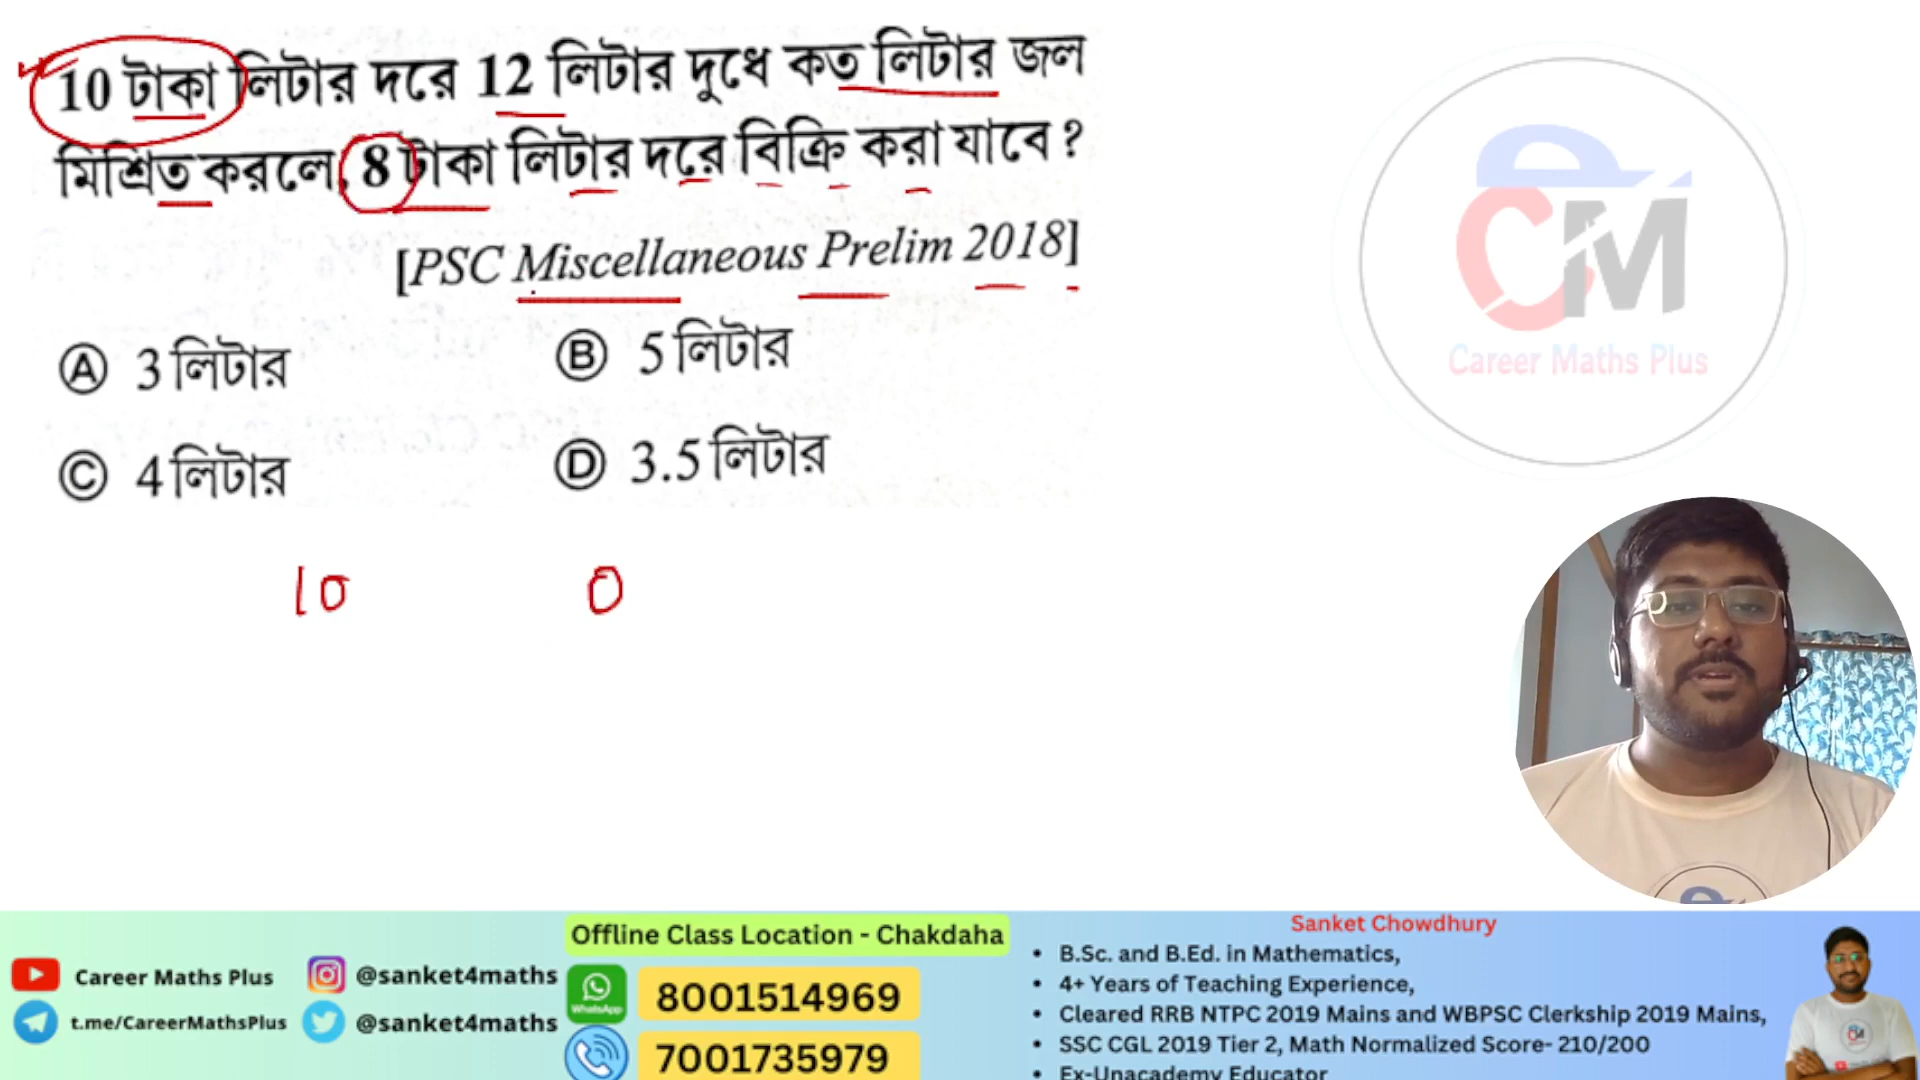 10 টাকা লিটার দরে 12 লিটার দুধে কত লিটার জল
মিশ্রিত করলে, 8 টাকা লিটার দরে বিক্রি করা যাবে ?
[PSC Miscellaneous Prelim 2018]
Ⓐ 3 লিটার
Ⓑ 5 লিটার
Ⓒ 4 লিটার
Ⓓ 3.5 লিটার
10 0
CM
Career Maths Plus
Offline Class Location - Chakdaha
Career Maths Plus
@sanket4maths
t.me/CareerMathsPlus
@sanket4maths
WhatsApp
8001514969
7001735979
Sanket Chowdhury
• B.Sc. and B.Ed. in Mathematics,
• 4+ Years of Teaching Experience,
• Cleared RRB NTPC 2019 Mains and WBPSC Clerkship 2019 Mains,
• SSC CGL 2019 Tier 2, Math Normalized Score- 210/200
• Ex-Unacademy Educator